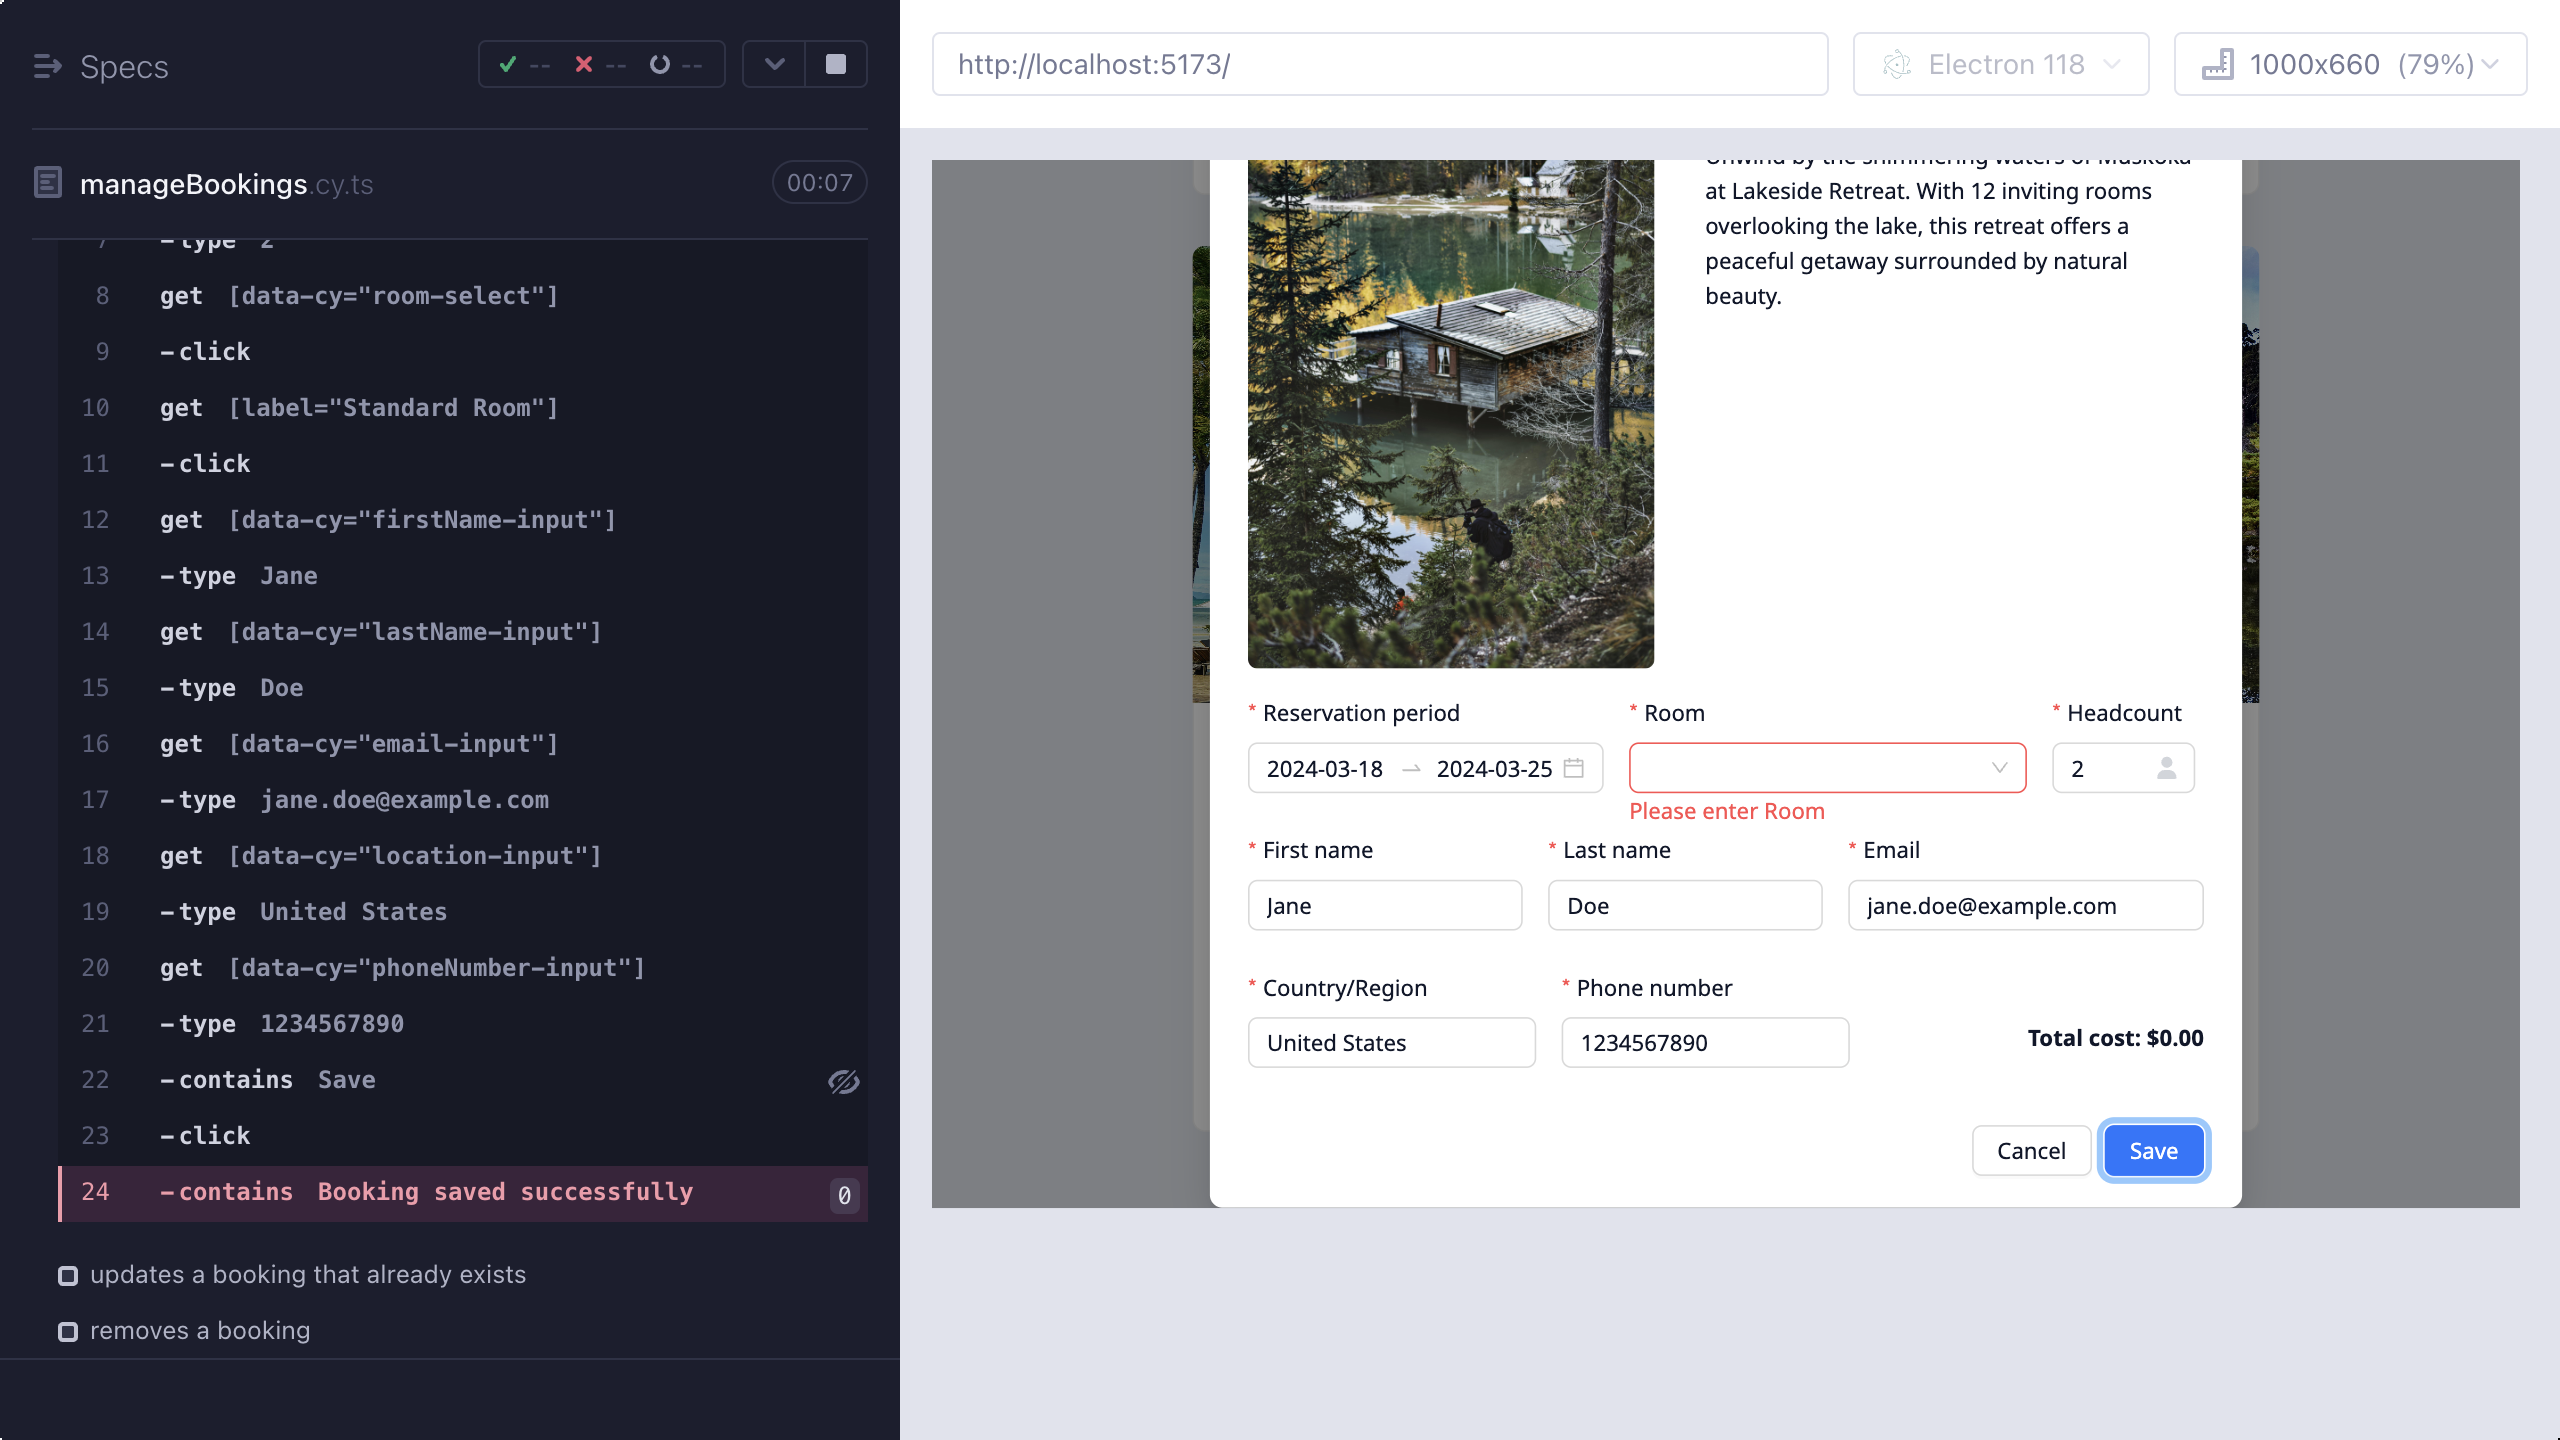 Specs
-- -- --
manageBookings.cy.ts
00:07
7 -type 2
8 get [data-cy="room-select"]
9 -click
10 get [label="Standard Room"]
11 -click
12 get [data-cy="firstName-input"]
13 -type Jane
14 get [data-cy="lastName-input"]
15 -type Doe
16 get [data-cy="email-input"]
17 -type jane.doe@example.com
18 get [data-cy="location-input"]
19 -type United States
20 get [data-cy="phoneNumber-input"]
21 -type 1234567890
22 -contains Save
23 -click
24 -contains Booking saved successfully 0
updates a booking that already exists
removes a booking
http://localhost:5173/
Electron 118
1000x660 (79%)
Unwind by the shimmering waters of Muskoka
at Lakeside Retreat. With 12 inviting rooms
overlooking the lake, this retreat offers a
peaceful getaway surrounded by natural
beauty.
* Reservation period
2024-03-18 → 2024-03-25
* Room
Please enter Room
* Headcount
2
* First name
Jane
* Last name
Doe
* Email
jane.doe@example.com
* Country/Region
United States
* Phone number
1234567890
Total cost: $0.00
Cancel
Save